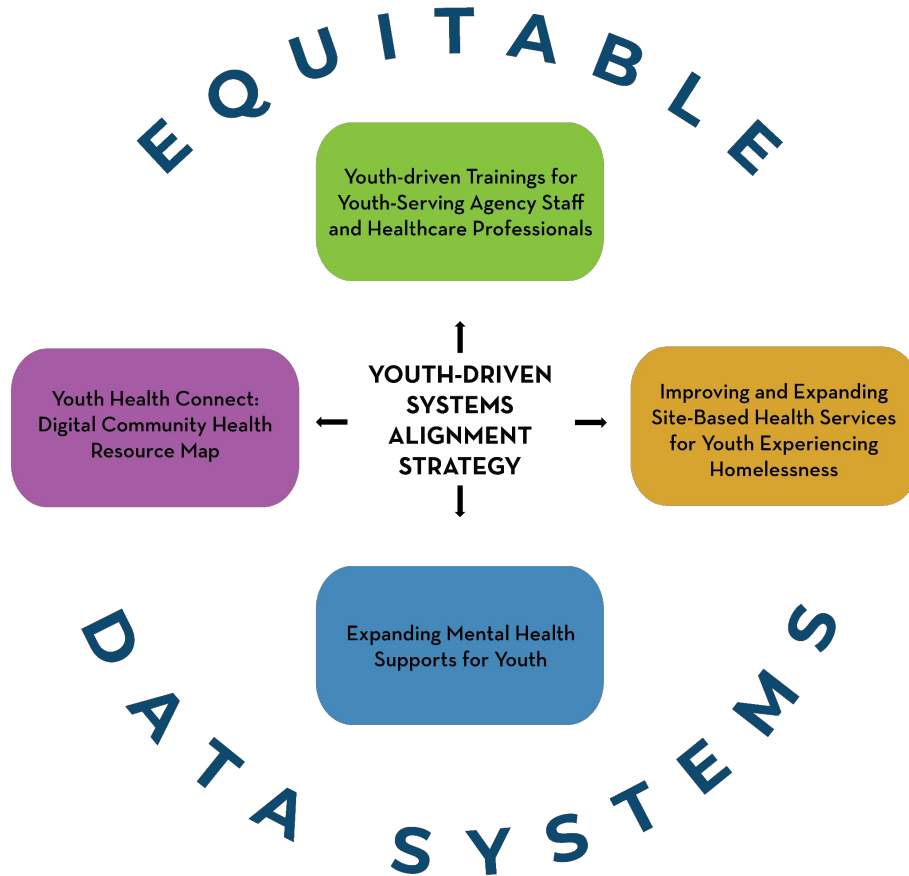 EQUITABLE
Youth-driven Trainings for
Youth-Serving Agency Staff
and Healthcare Professionals
Youth Health Connect:
Digital Community Health
Resource Map
YOUTH-DRIVEN
SYSTEMS
ALIGNMENT
STRATEGY
Improving and Expanding
Site-Based Health Services
for Youth Experiencing
Homelessness
Expanding Mental Health
Supports for Youth
DATA SYSTEMS